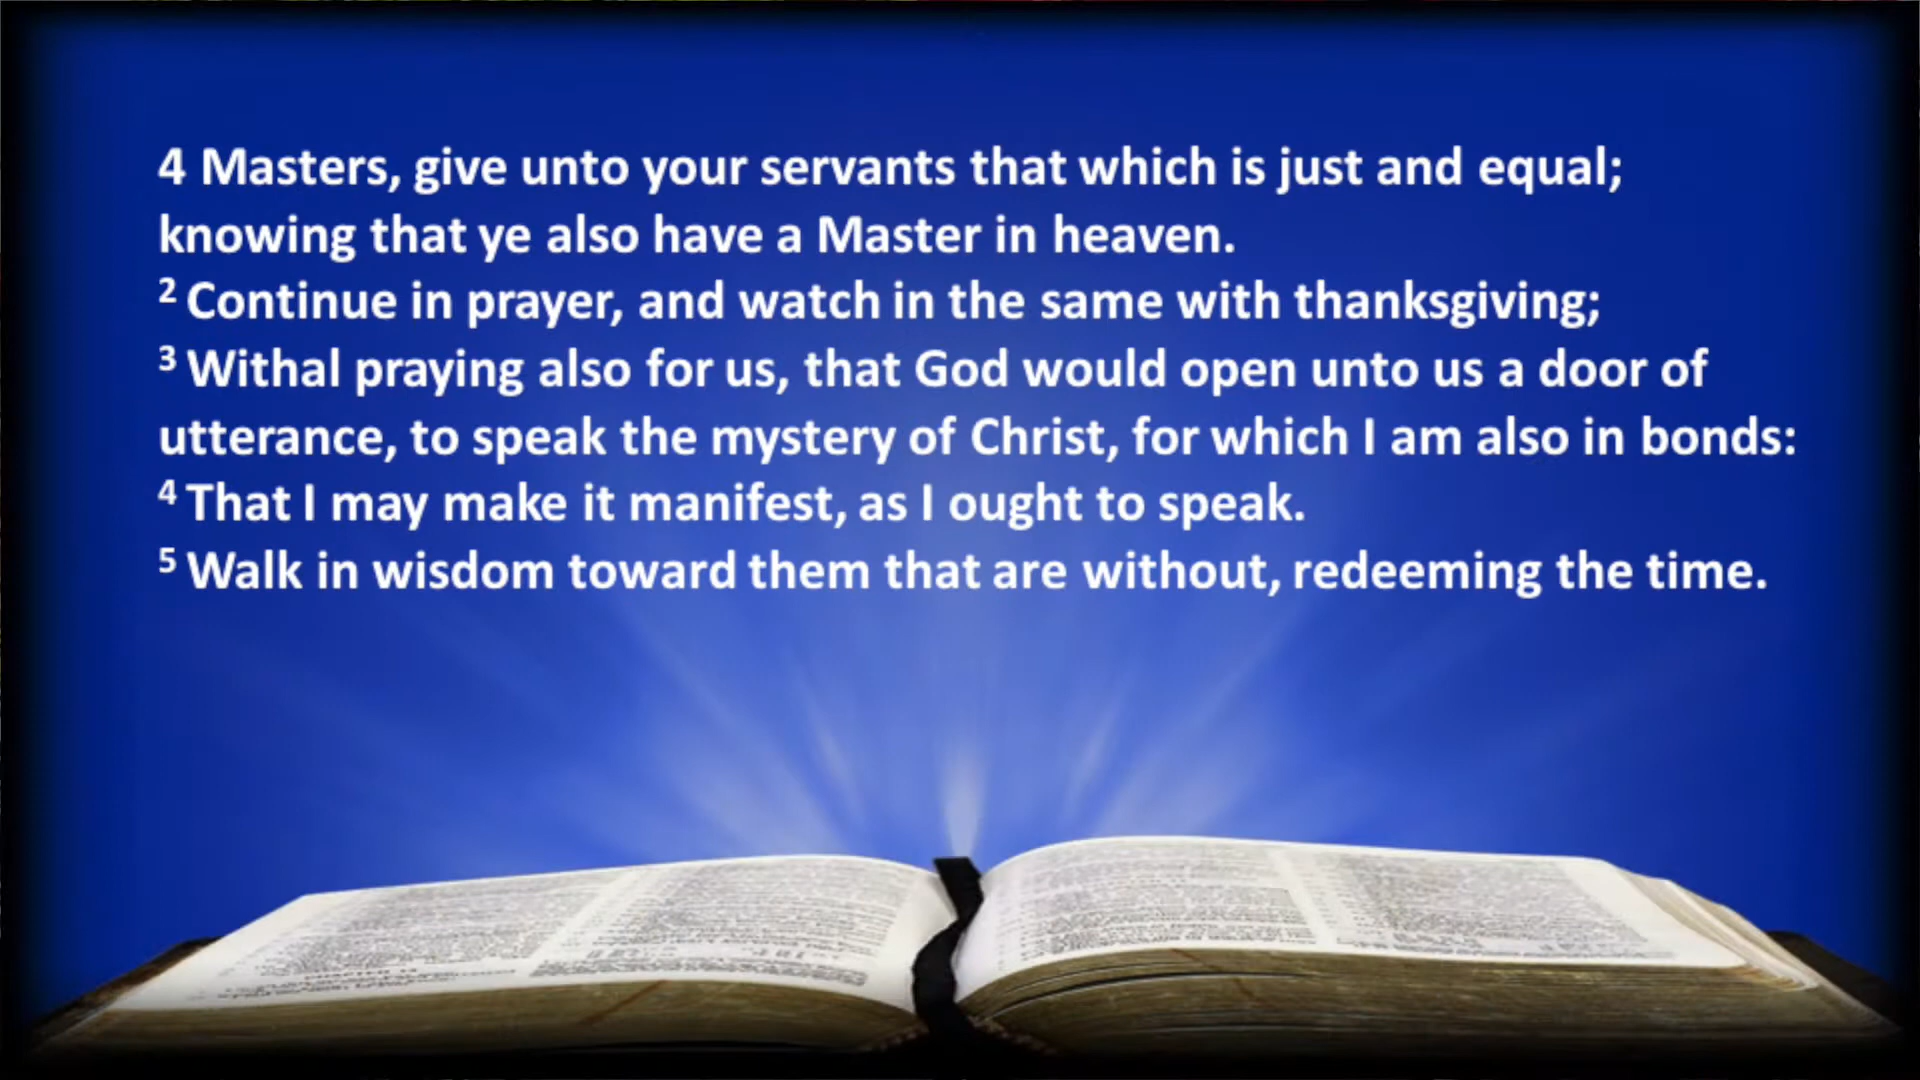 4 Masters, give unto your servants that which is just and equal;
knowing that ye also have a Master in heaven.
2 Continue in prayer, and watch in the same with thanksgiving;
3 Withal praying also for us, that God would open unto us a door of
utterance, to speak the mystery of Christ, for which I am also in bonds:
4 That I may make it manifest, as I ought to speak.
5 Walk in wisdom toward them that are without, redeeming the time.